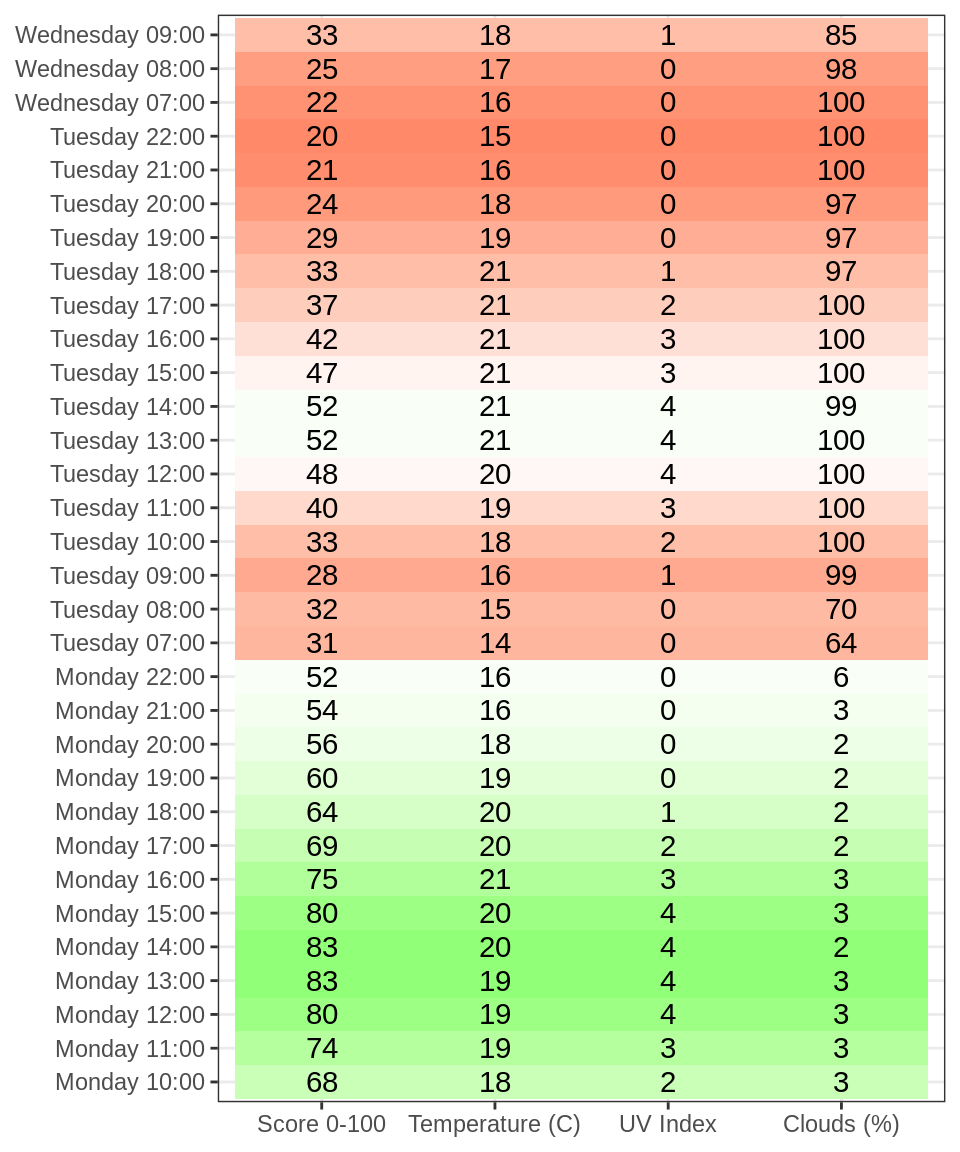 Wednesday 09:00 33 18 1 85
Wednesday 08:00 25 17 0 98
Wednesday 07:00 22 16 0 100
Tuesday 22:00 20 15 0 100
Tuesday 21:00 21 16 0 100
Tuesday 20:00 24 18 0 97
Tuesday 19:00 29 19 0 97
Tuesday 18:00 33 21 1 97
Tuesday 17:00 37 21 2 100
Tuesday 16:00 42 21 3 100
Tuesday 15:00 47 21 3 100
Tuesday 14:00 52 21 4 99
Tuesday 13:00 52 21 4 100
Tuesday 12:00 48 20 4 100
Tuesday 11:00 40 19 3 100
Tuesday 10:00 33 18 2 100
Tuesday 09:00 28 16 1 99
Tuesday 08:00 32 15 0 70
Tuesday 07:00 31 14 0 64
Monday 22:00 52 16 0 6
Monday 21:00 54 16 0 3
Monday 20:00 56 18 0 2
Monday 19:00 60 19 0 2
Monday 18:00 64 20 1 2
Monday 17:00 69 20 2 2
Monday 16:00 75 21 3 3
Monday 15:00 80 20 4 3
Monday 14:00 83 20 4 2
Monday 13:00 83 19 4 3
Monday 12:00 80 19 4 3
Monday 11:00 74 19 3 3
Monday 10:00 68 18 2 3
Score 0-100 Temperature (C) UV Index Clouds (%)